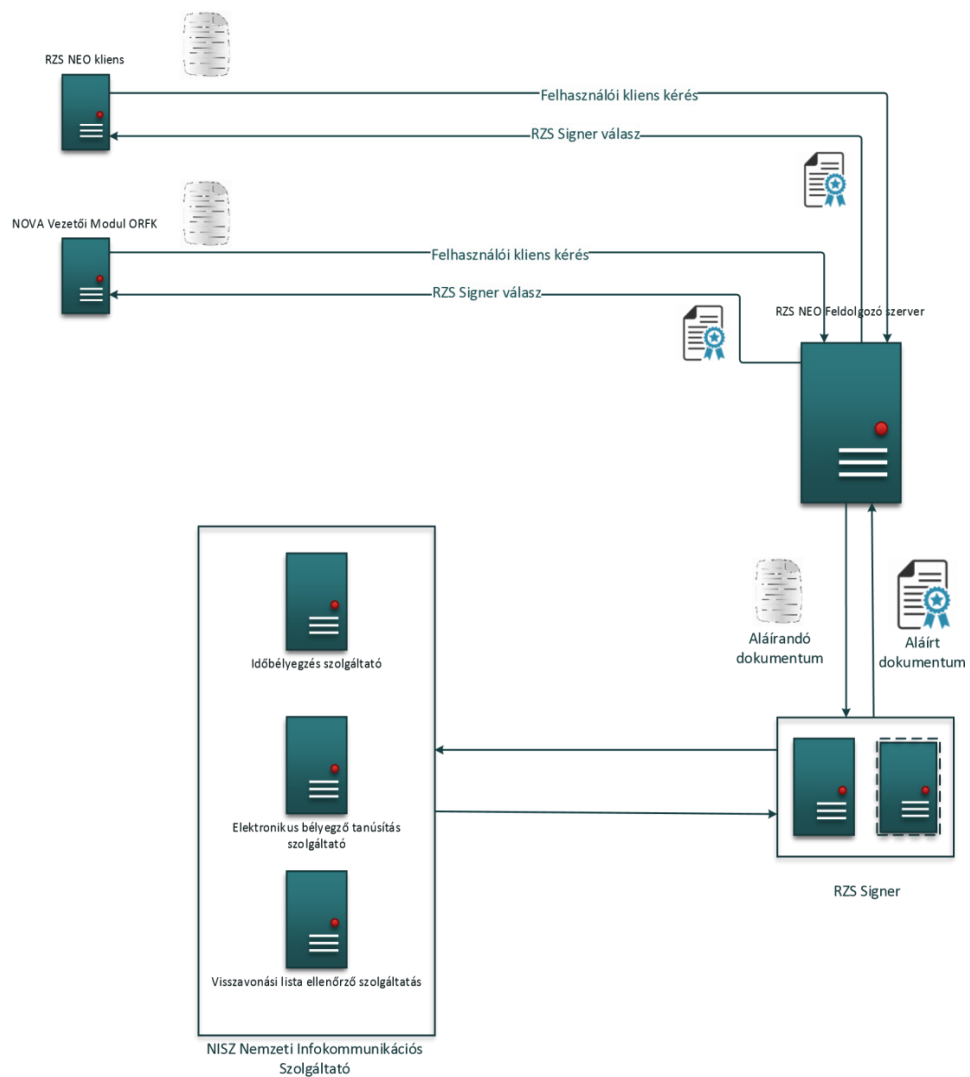 RZS NEO kliens
Felhasználói kliens kérés
RZS Signer válasz
NOVA Vezetői Modul ORFK
Felhasználói kliens kérés
RZS Signer válasz
RZS NEO Feldolgozó szerver
Aláírandó
dokumentum
Aláírt
dokumentum
Időbélyegzés szolgáltató
Elektronikus bélyegző tanúsítás
szolgáltató
Visszavonási lista ellenőrző szolgáltatás
RZS Signer
NISZ Nemzeti Infokommunikációs
Szolgáltató